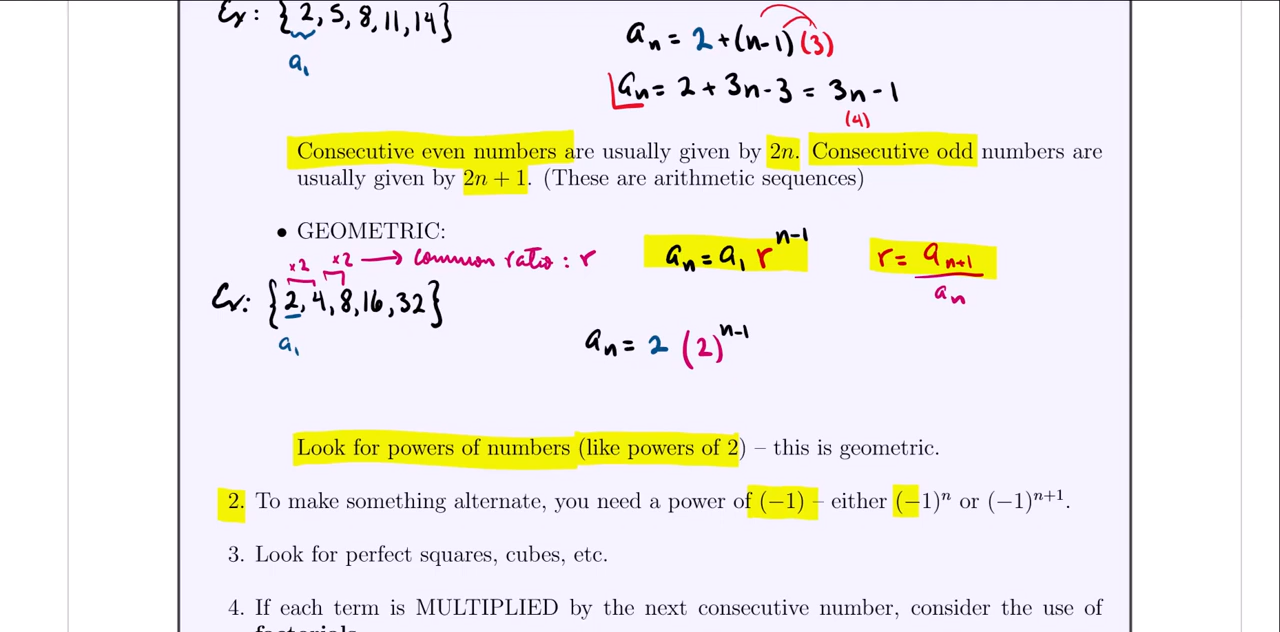 Ex: {2, 5, 8, 11, 14}
a₁
aₙ = 2 + (n-1)(3)
aₙ = 2 + 3n - 3 = 3n - 1
(4)
Consecutive even numbers are usually given by 2n. Consecutive odd numbers are
usually given by 2n + 1. (These are arithmetic sequences)
• GEOMETRIC:
×2 ×2 → common ratio: r
aₙ = a₁ r^(n-1)
r = aₙ₊₁ / aₙ
Ex: {2, 4, 8, 16, 32}
a₁
aₙ = 2 (2)^(n-1)
Look for powers of numbers (like powers of 2) – this is geometric.
2. To make something alternate, you need a power of (−1) – either (−1)ⁿ or (−1)ⁿ⁺¹.
3. Look for perfect squares, cubes, etc.
4. If each term is MULTIPLIED by the next consecutive number, consider the use of
factorials